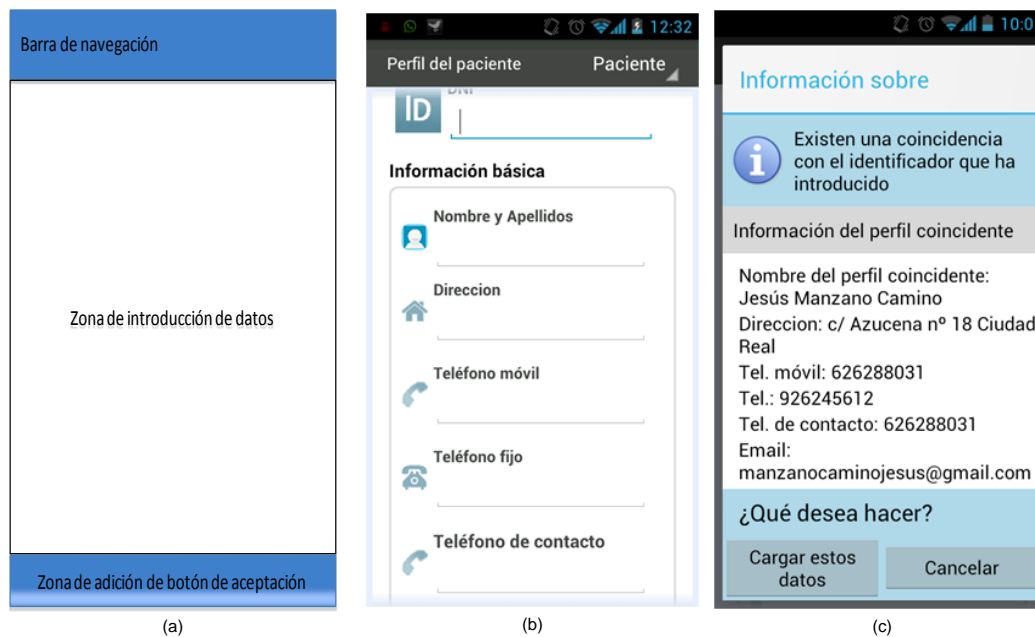 Barra de navegación
Zona de introducción de datos
Zona de adición de botón de aceptación
(a)
12:32
Perfil del paciente Paciente
ID
DNI
Información básica
Nombre y Apellidos
Direccion
Teléfono móvil
Teléfono fijo
Teléfono de contacto
(b)
10:0
Información sobre
i
Existen una coincidencia
con el identificador que ha
introducido
Información del perfil coincidente
Nombre del perfil coincidente:
Jesús Manzano Camino
Direccion: c/ Azucena nº 18 Ciudad
Real
Tel. móvil: 626288031
Tel.: 926245612
Tel. de contacto: 626288031
Email:
manzanocaminojesus@gmail.com
¿Qué desea hacer?
Cargar estos
datos
Cancelar
(c)